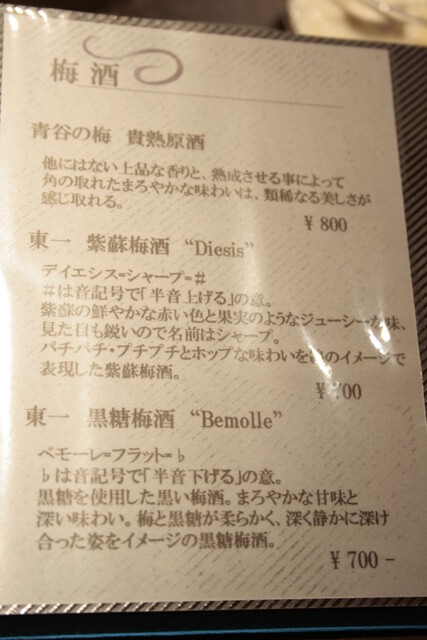 梅酒
青谷の梅 貴熟原酒
他にはない上品な香りと、熟成させる事によって
角の取れたまろやかな味わいは、類稀なる美しさが
感じ取れる。
¥800
東一 紫蘇梅酒 “Diesis”
デイエシス=シャープ=♯
♯は音記号で「半音上げる」の意。
紫蘇の鮮やかな赤い色と果実のようなジューシーな味、
見た目も鋭いので名前はシャープ。
パチパチ・プチプチとホップな味わいを のイメージで
表現した紫蘇梅酒。
¥ 00
東一 黒糖梅酒 “Bemolle”
ベモーレ=フラット=♭
♭は音記号で「半音下げる」の意。
黒糖を使用した黒い梅酒。まろやかな甘味と
深い味わい。梅と黒糖が柔らかく、深く静かに深け
合った姿をイメージの黒糖梅酒。
¥700-